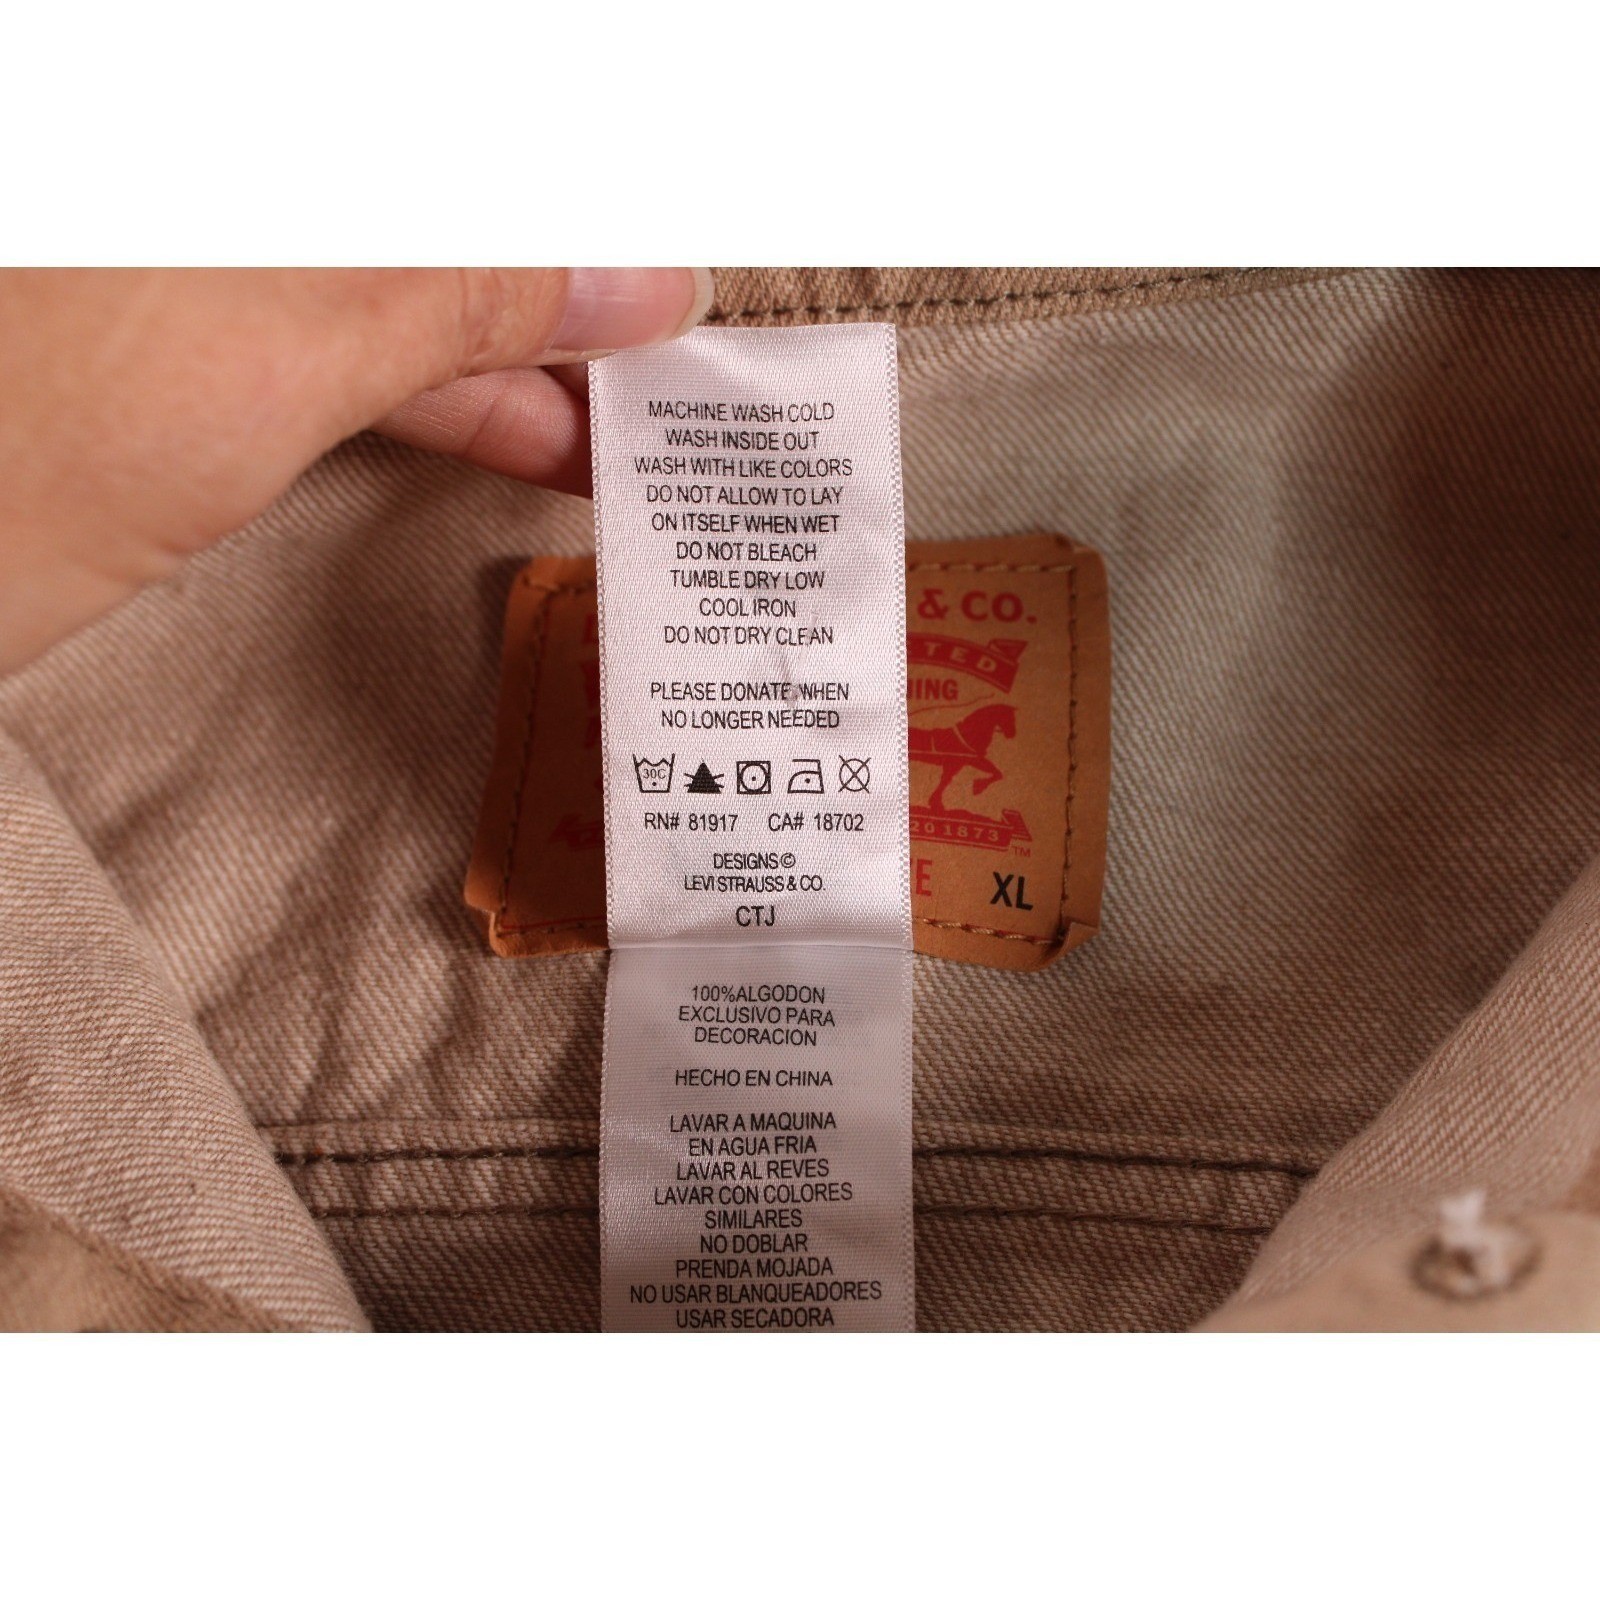 MACHINE WASH COLD
WASH INSIDE OUT
WASH WITH LIKE COLORS
DO NOT ALLOW TO LAY
ON ITSELF WHEN WET
DO NOT BLEACH
TUMBLE DRY LOW
COOL IRON
DO NOT DRY CLEAN
PLEASE DONATE WHEN
NO LONGER NEEDED
30C
RN# 81917 CA# 18702
DESIGNS©
LEVI STRAUSS & CO.
CTJ
100%ALGODON
EXCLUSIVO PARA
DECORACION
HECHO EN CHINA
LAVAR A MAQUINA
EN AGUA FRIA
LAVAR AL REVES
LAVAR CON COLORES
SIMILARES
NO DOBLAR
PRENDA MOJADA
NO USAR BLANQUEADORES
USAR SECADORA
& CO.
1873
TM
XL